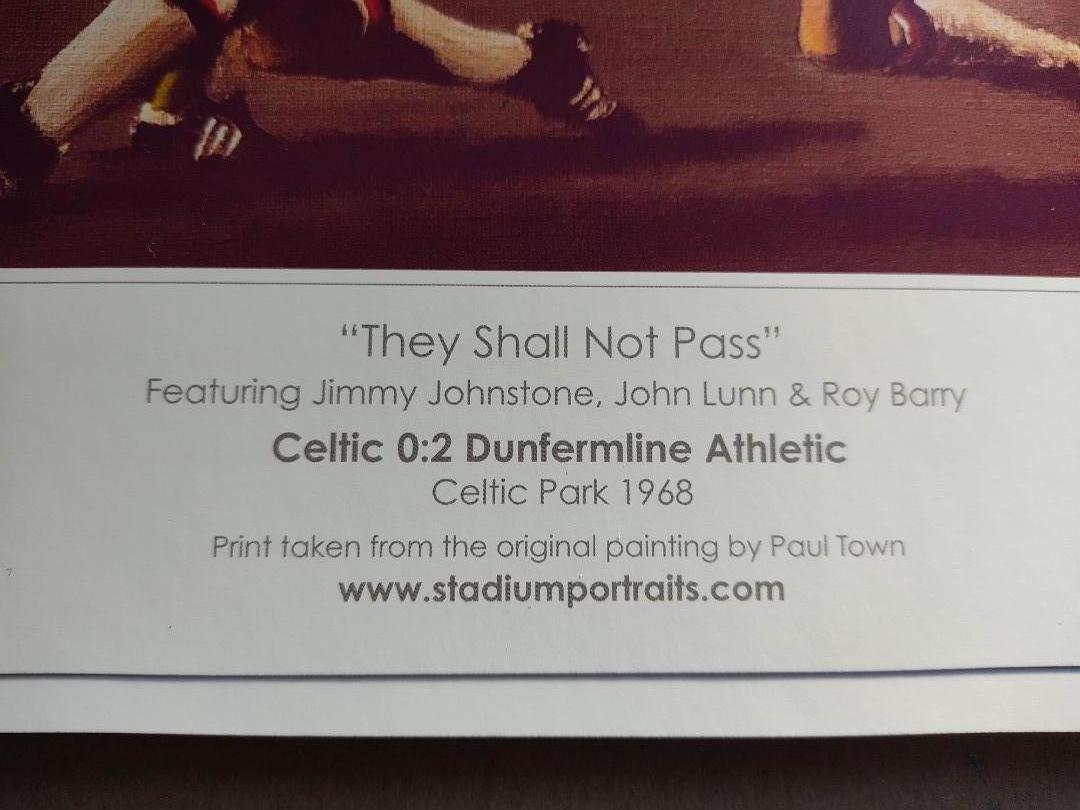 “They Shall Not Pass”
Featuring Jimmy Johnstone, John Lunn & Roy Barry
Celtic 0:2 Dunfermline Athletic
Celtic Park 1968
Print taken from the original painting by Paul Town
www.stadiumportraits.com